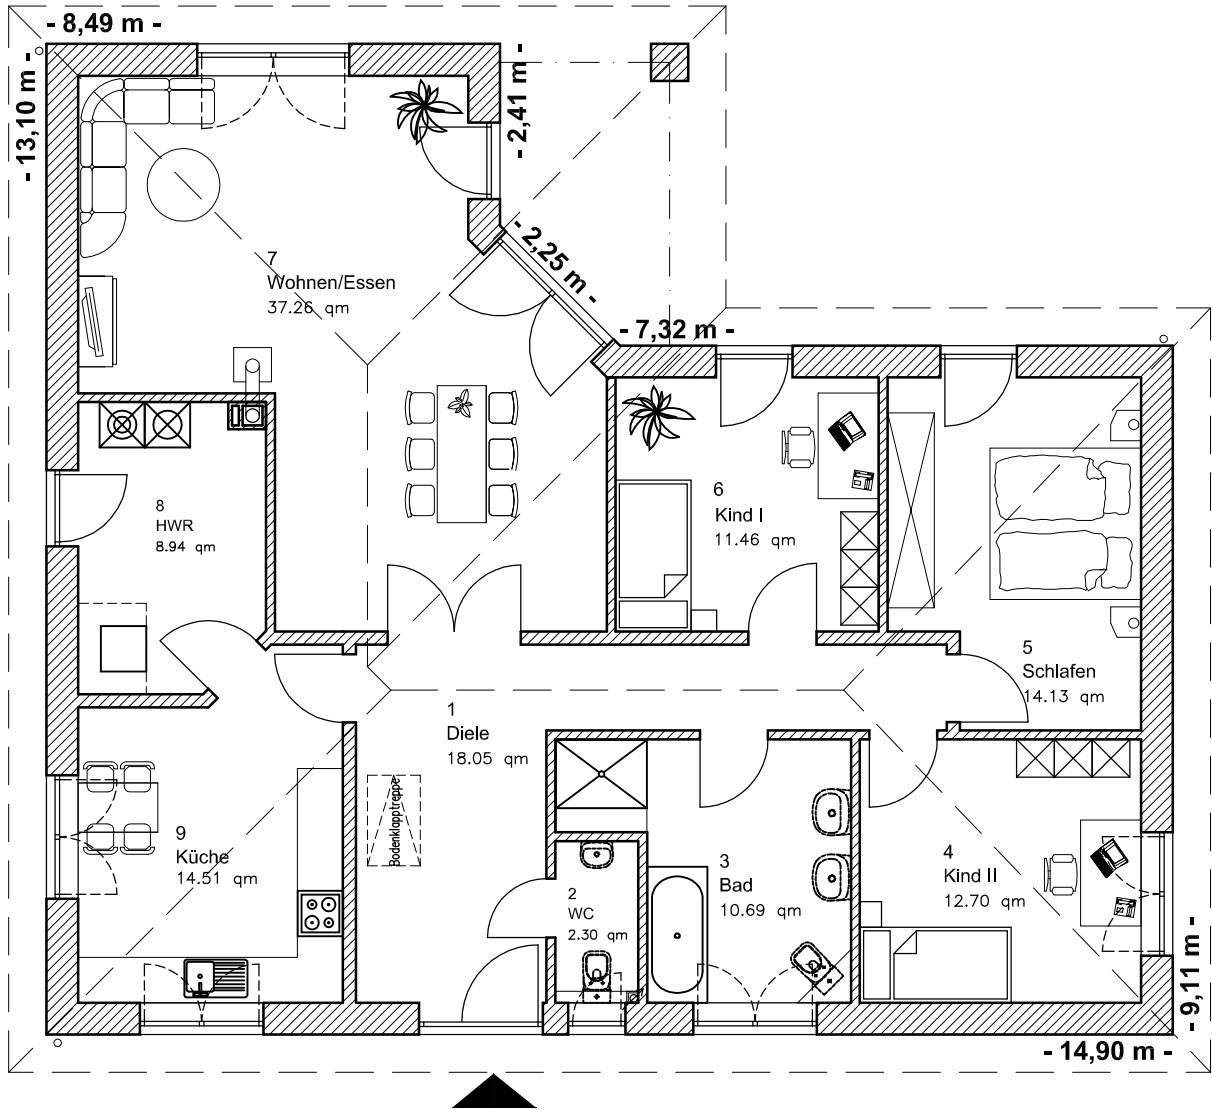 - 8,49 m -
- 13,10 m -
- 2,41 m -
- 2,25 m -
- 7,32 m -
7
Wohnen/Essen
37.26 qm
8
HWR
8.94 qm
6
Kind I
11.46 qm
5
Schlafen
14.13 qm
1
Diele
18.05 qm
Bodenklapptreppe
9
Küche
14.51 qm
2
WC
2.30 qm
3
Bad
10.69 qm
4
Kind II
12.70 qm
- 9,11 m -
- 14,90 m -